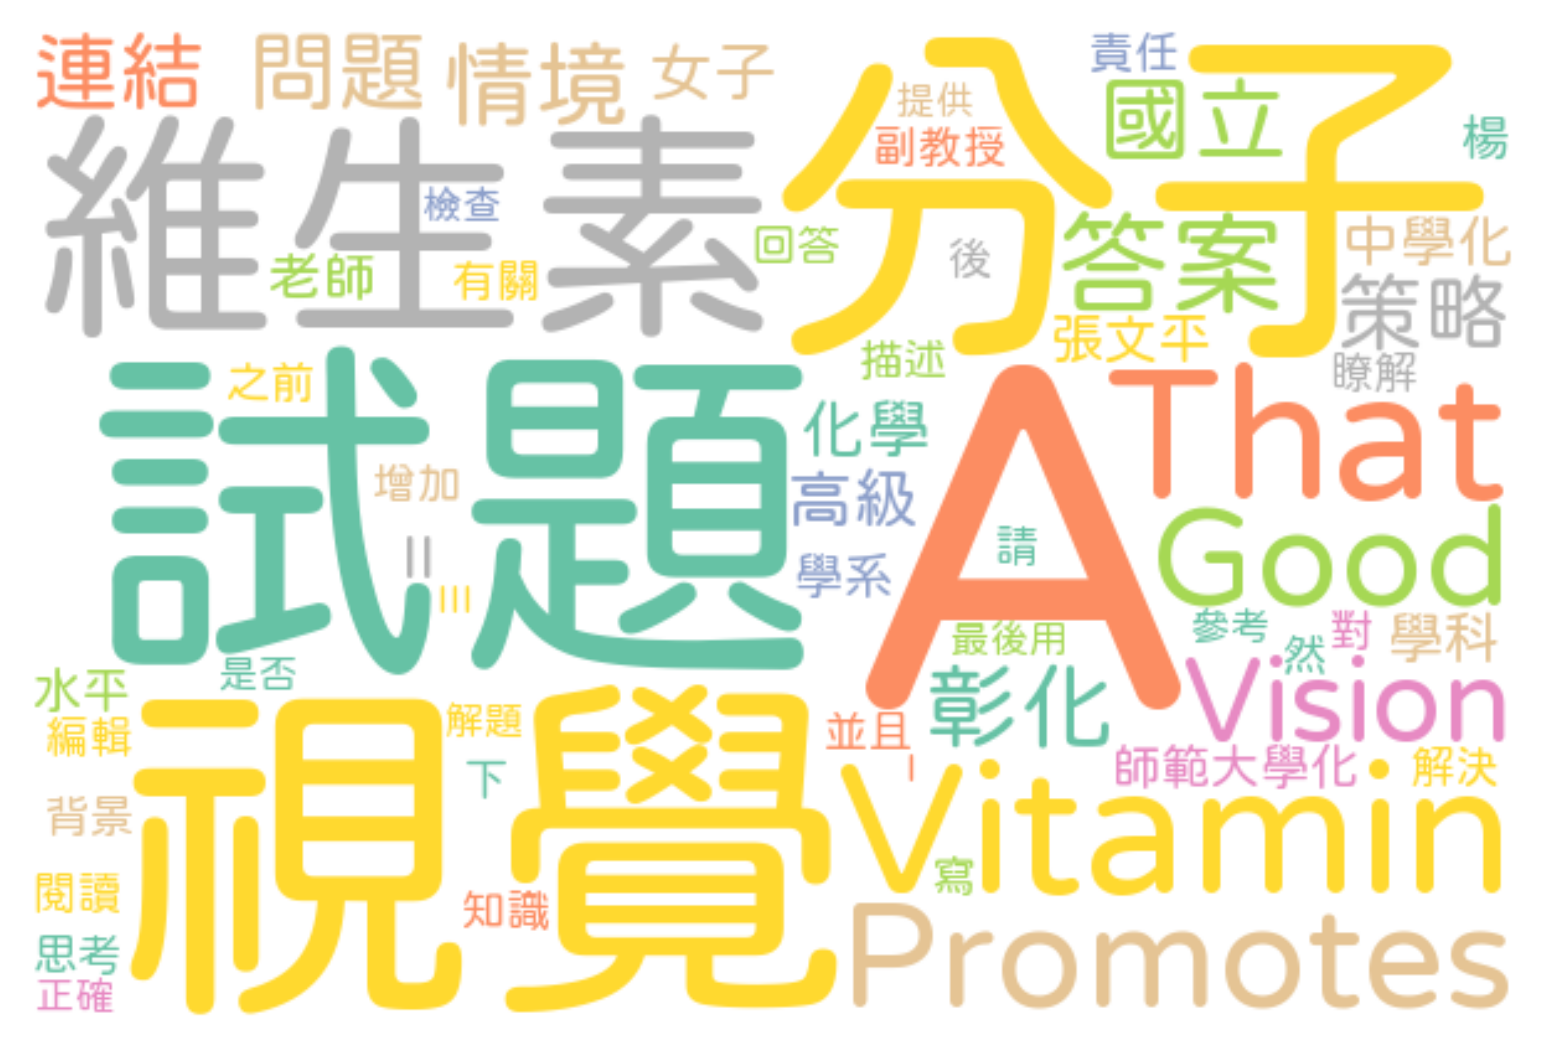 連結
問題
情境
女子
分子
提供
副教授
責任
國立
楊
維生素
檢查
老師
有關
回答
後
答案
中學化
策略
張文平
描述
瞭解
試題
之前
增加
二
三
化學
高級
學系
A
請
That
Good
參考
然
對
學科
最後用
彰化
Vision
水平
是否
編輯
視覺
解題
下
並且
一
師範大學化
解決
背景
Vitamin
閱讀
知識
寫
思考
正確
Promotes